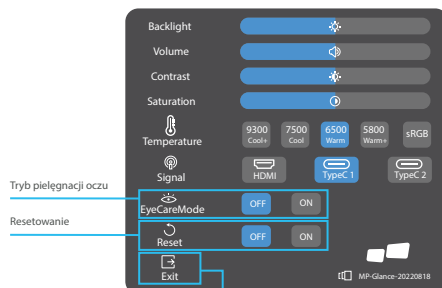 Backlight
Volume
Contrast
Saturation
Temperature
9300 Cool+
7500 Cool
6500 Warm
5800 Warm+
sRGB
Signal
HDMI
TypeC 1
TypeC 2
Tryb pielęgnacji oczu
EyeCareMode
OFF
ON
Resetowanie
Reset
OFF
ON
Exit
MP-Glance-20220818